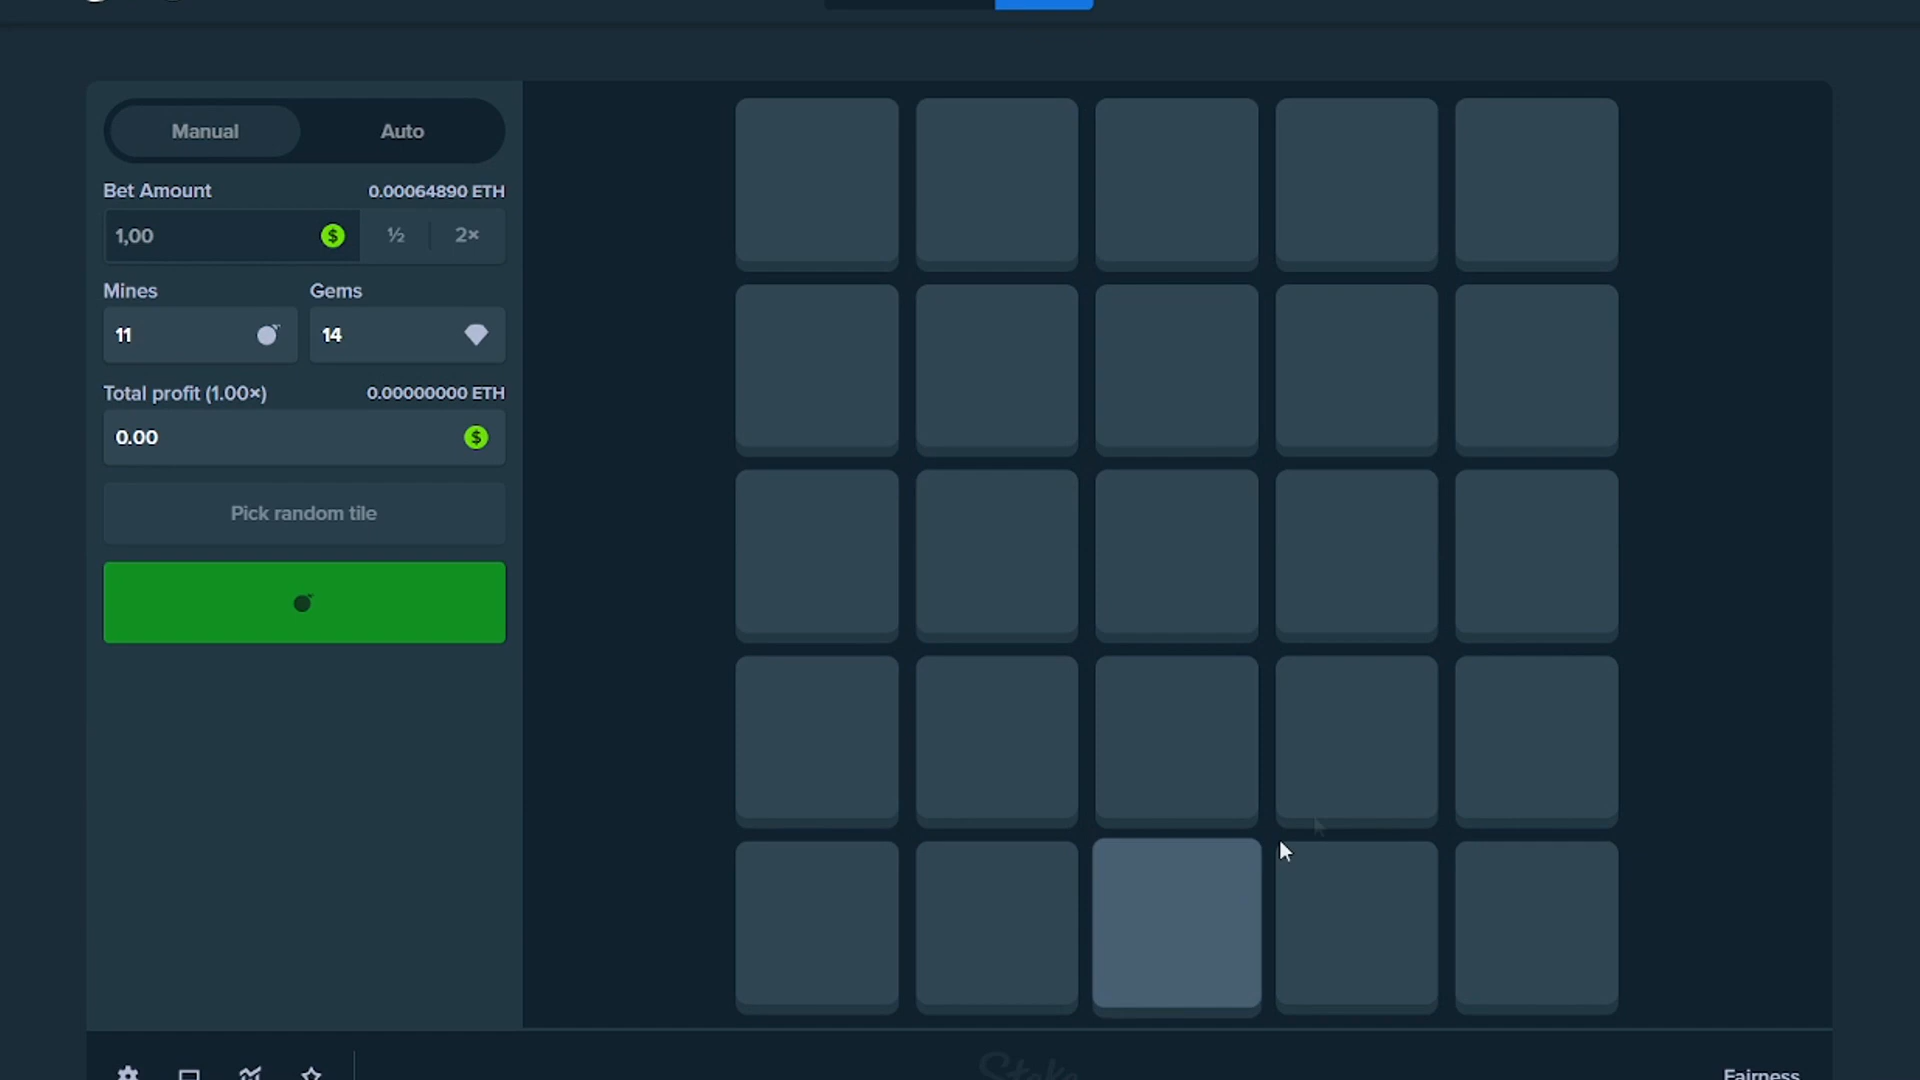 Manual
Auto
Bet Amount
0.00064890 ETH
1,00
$
½
2×
Mines
Gems
11
14
Total profit (1.00×)
0.00000000 ETH
0.00
$
Pick random tile
Stake
Fairness